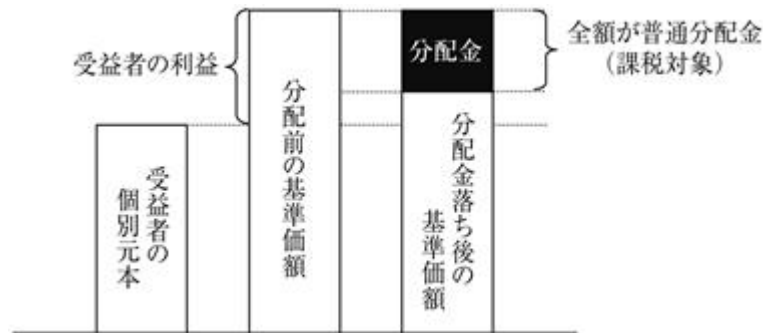 受益者の利益
受益者の
個別元本
分配前の基準価額
分配金
分配金落ち後の
基準価額
全額が普通分配金
（課税対象）